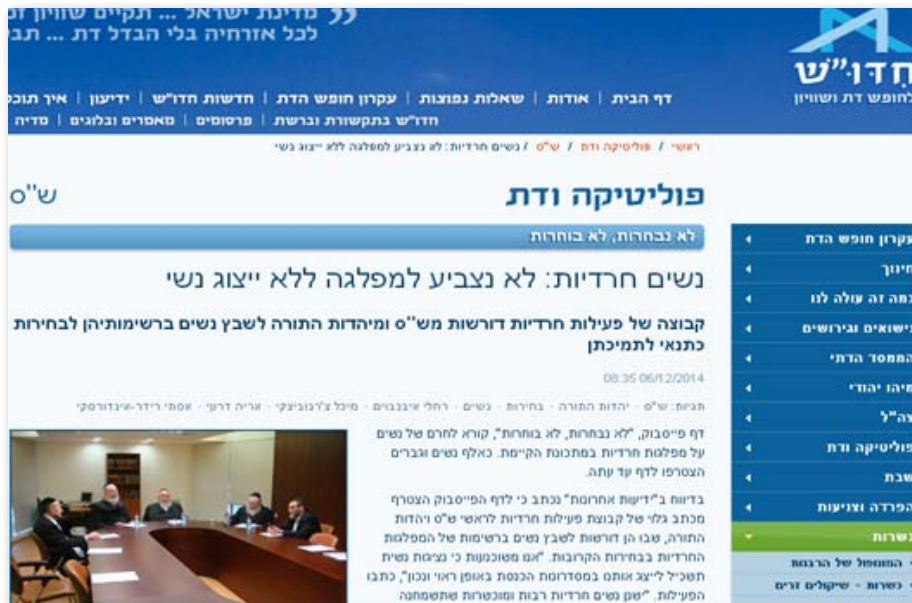 מדינת ישראל ... תקיים שוויון
לכל אזרחיה בלי הבדל דת ...
חדו"ש
לחופש דת ושוויון
דף הבית | אודות | שאלות נפוצות | עקרון חופש הדת | חדשות חדו"ש | ידיעון | איך
חדו"ש בתקשורת וברשת | פרסומים | מאמרים ובלוגים | מדיה
ראשי / פוליטיקה ודת / ש"ס / נשים חרדיות: לא נצביע למפלגה ללא ייצוג נשי
פוליטיקה ודת
ש"ס
לא נבחרות, לא בוחרות
נשים חרדיות: לא נצביע למפלגה ללא ייצוג נשי
קבוצה של פעילות חרדיות דורשות מש"ס ומיהדות התורה לשבץ נשים ברשימותיהן לבחירות
כתנאי לתמיכתן
08:35 06/12/2014
תגיות: ש"ס - יהדות התורה - בחירות - נשים - רחלי איבנבוים - מיכל צ'רנוביצקי - אריה דרעי - אסתי רידר-אינדורסקי
דף פייסבוק, "לא נבחרות, לא בוחרות", קורא לחרם של נשים
על מפלגות חרדיות במתכונת הקיימת. כאלף נשים וגברים
הצטרפו לדף עד עתה.
בדיווח ב"ידיעות אחרונות" נכתב כי לדף הפייסבוק הצטרף
מכתב גלוי של קבוצת פעילות חרדיות לראשי ש"ס ויהדות
התורה, שבו הן דורשות לשבץ נשים ברשימות של המפלגות
החרדיות בבחירות הקרובות. "אנו משוכנעות כי נציגות נשית
תשכיל לייצג אותנו במסדרונות הכנסת באופן ראוי ונכון", כתבו
הפעילות. "ישנן נשים חרדיות רבות ומוכשרות שתשמחנה
עקרון חופש הדת
חינוך
כמה זה עולה לנו
נישואים וגירושים
הממסד הדתי
מיהו יהודי
צה"ל
פוליטיקה ודת
שבת
הפרדה וצניעות
כשרות
המונופול של הרבנות
כשרות - שיקולים זרים